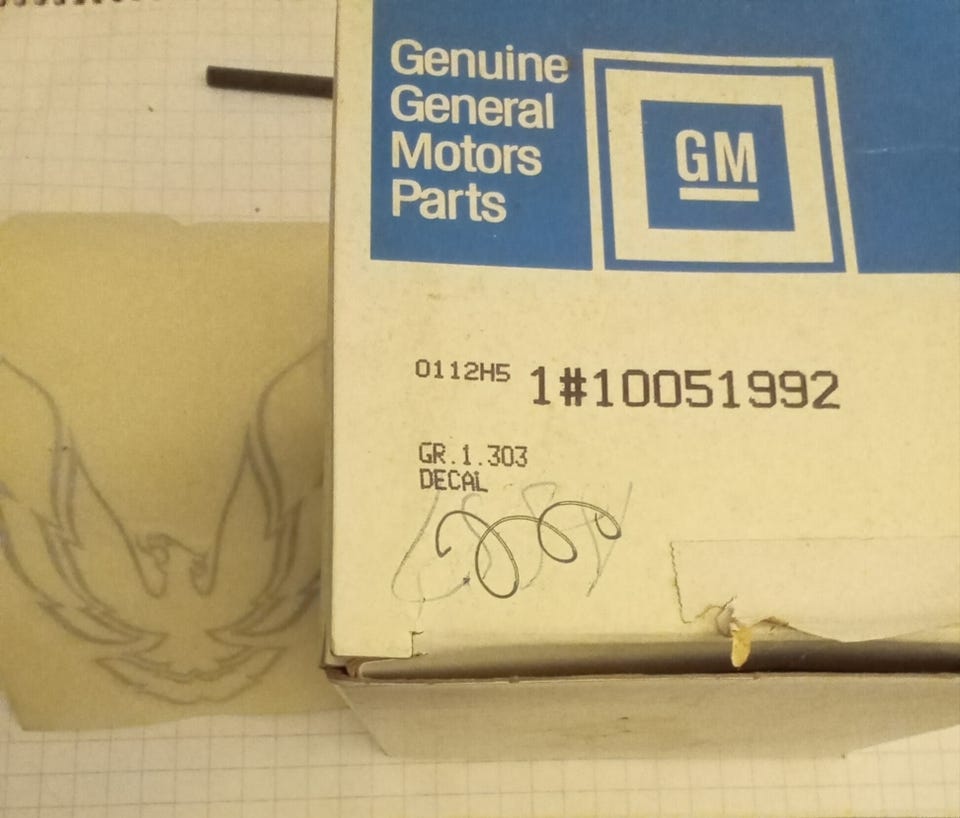 Genuine
General
Motors
Parts
GM
0112H5 1#10051992
GR.1.303
DECAL